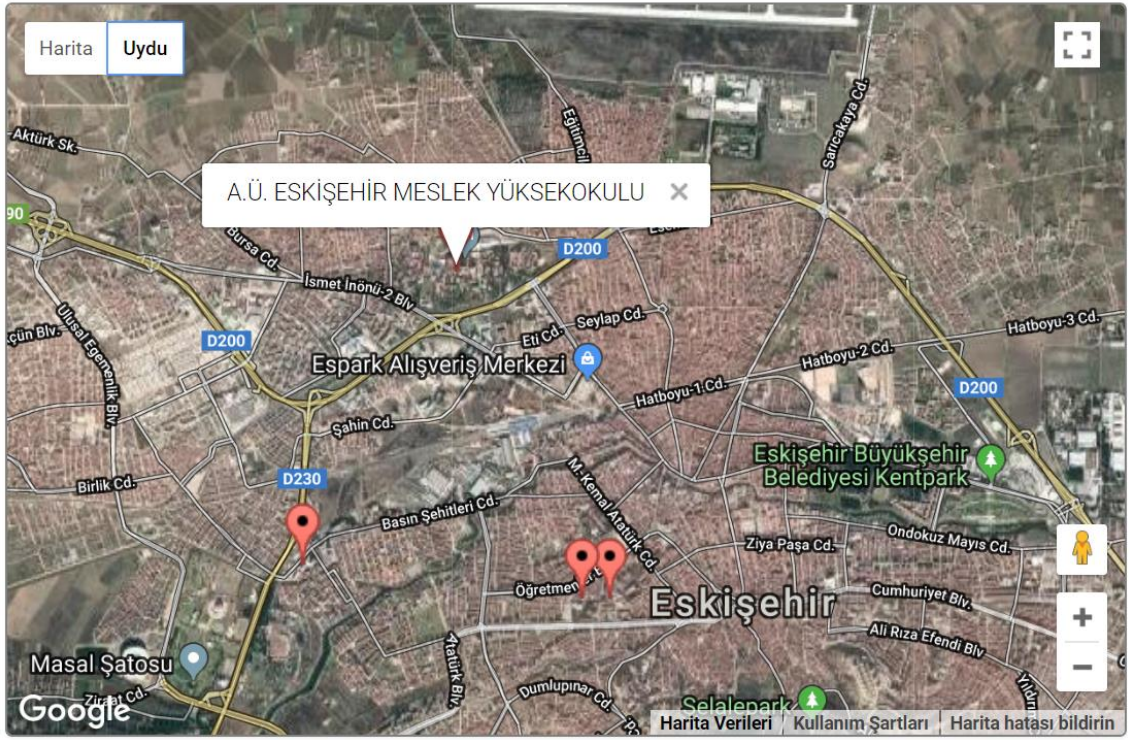 Harita
Uydu
Aktürk Sk.
Eğitimcil
Sarıcakaya Cd.
A.Ü. ESKİŞEHİR MESLEK YÜKSEKOKULU
90
Bursa Cd.
D200
İsmet İnönü-2 Blv
Seylap Cd.
Eti Cd.
Hatboyu-3 Cd.
Ulusal Egemenlik Blv.
D200
Hatboyu-2 Cd.
Espark Alışveriş Merkezi
D200
Hatboyu-1 Cd.
Şahin Cd.
Eskişehir Büyükşehir
Belediyesi Kentpark
D230
Birlik Cd.
M. Kemal Atatürk Cd.
Basın Şehitleri Cd.
Ondokuz Mayıs Cd.
Ziya Paşa Cd.
Eskişehir
Cumhuriyet Blv.
Ali Rıza Efendi Blv
Masal Şatosu
Atatürk Blv.
Ziraat Cd.
Dumlupınar Cd.
Şelalepark
Google
Harita Verileri
Kullanım Şartları
Harita hatası bildirin